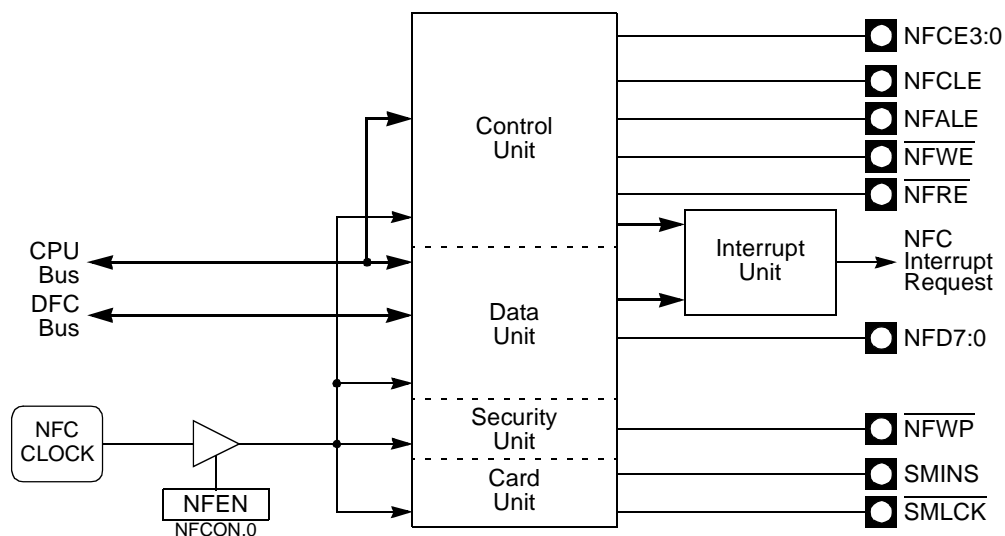 NFCE3:0
NFCLE
NFALE
NFWE
NFRE
Control
Unit
Interrupt
Unit
NFC
Interrupt
Request
CPU
Bus
DFC
Bus
Data
Unit
NFD7:0
NFC
CLOCK
NFEN
NFCON.0
Security
Unit
NFWP
Card
Unit
SMINS
SMLCK